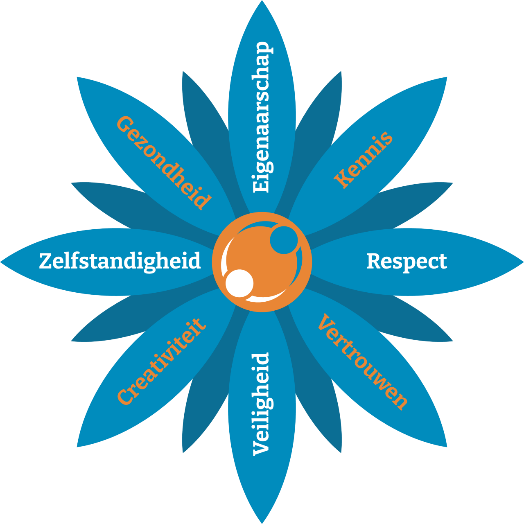 Eigenaarschap
Kennis
Respect
Vertrouwen
Veiligheid
Creativiteit
Zelfstandigheid
Gezondheid